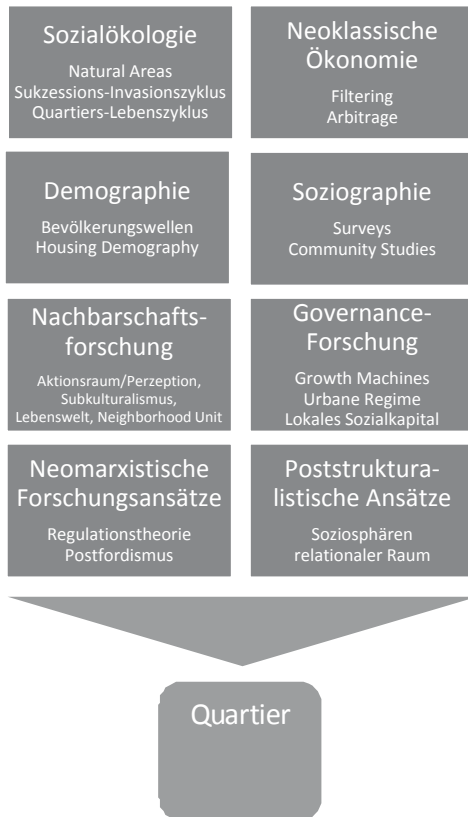 Sozialökologie
Natural Areas
Sukzessions-Invasionszyklus
Quartiers-Lebenszyklus
Neoklassische
Ökonomie
Filtering
Arbitrage
Demographie
Bevölkerungswellen
Housing Demography
Soziographie
Surveys
Community Studies
Nachbarschafts-
forschung
Aktionsraum/Perzeption,
Subkulturalismus,
Lebenswelt, Neighborhood Unit
Governance-
Forschung
Growth Machines
Urbane Regime
Lokales Sozialkapital
Neomarxistische
Forschungsansätze
Regulationstheorie
Postfordismus
Poststruktura-
listische Ansätze
Soziosphären
relationaler Raum
Quartier